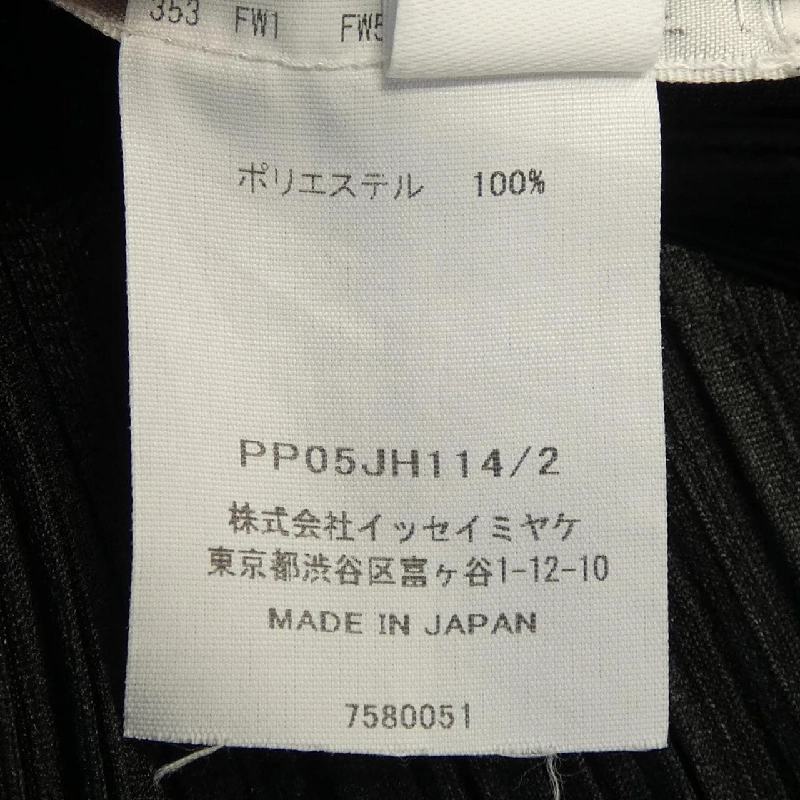 353 FW1 FW5
ポリエステル 100%
PP05JH114/2
株式会社イッセイミヤケ
東京都渋谷区富ヶ谷1-12-10
MADE IN JAPAN
7580051